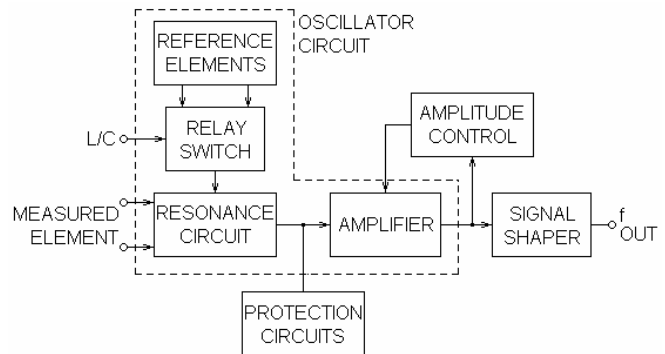 OSCILLATOR
CIRCUIT
REFERENCE
ELEMENTS
AMPLITUDE
CONTROL
L/C
RELAY
SWITCH
MEASURED
ELEMENT
RESONANCE
CIRCUIT
AMPLIFIER
SIGNAL
SHAPER
f
OUT
PROTECTION
CIRCUITS